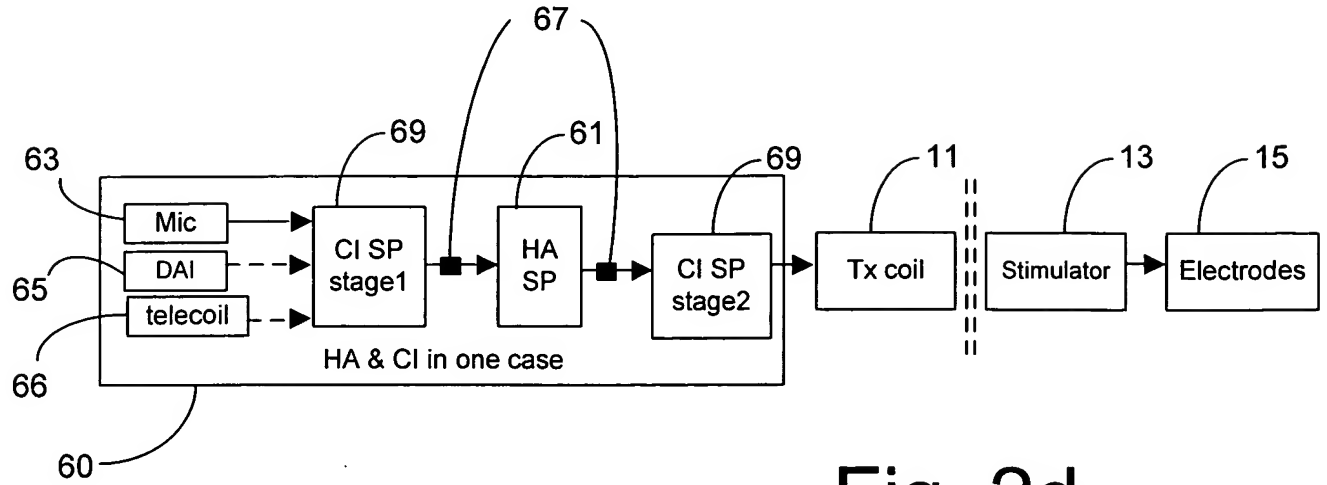 67
63
69
61
69
11
13
15
Mic
DAI
telecoil
CI SP
stage1
HA
SP
CI SP
stage2
Tx coil
Stimulator
Electrodes
65
66
HA & CI in one case
60